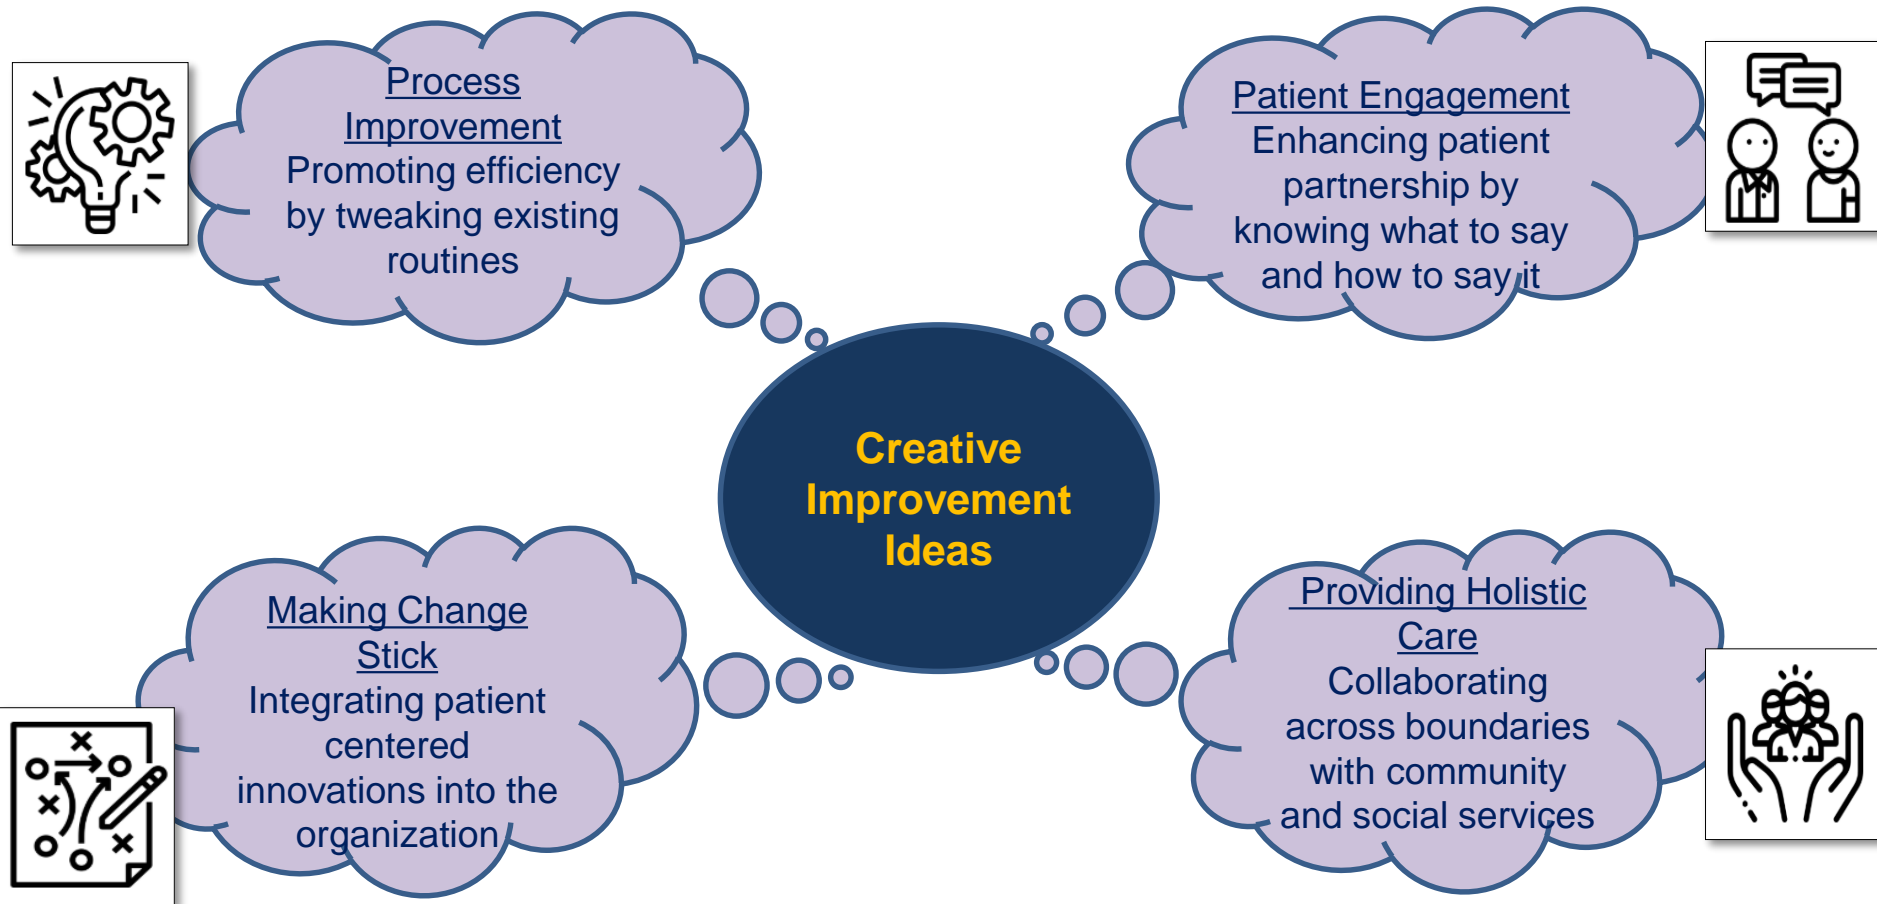 Process
Improvement
Promoting efficiency
by tweaking existing
routines
Patient Engagement
Enhancing patient
partnership by
knowing what to say
and how to say it
Creative
Improvement
Ideas
Making Change
Stick
Integrating patient
centered
innovations into the
organization
Providing Holistic
Care
Collaborating
across boundaries
with community
and social services